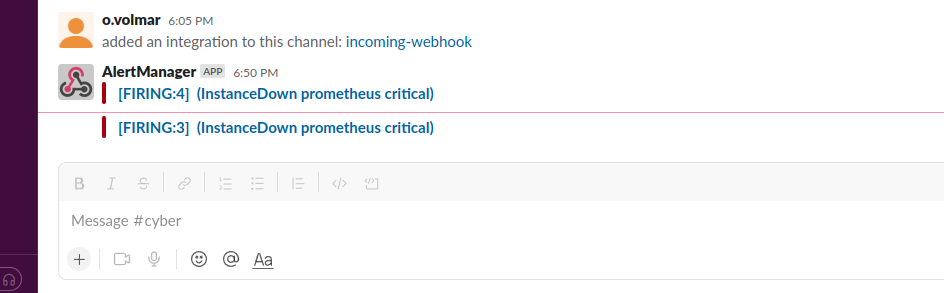 o.volmar 6:05 PM
added an integration to this channel: incoming-webhook
AlertManager APP 6:50 PM
[FIRING:4] (InstanceDown prometheus critical)
[FIRING:3] (InstanceDown prometheus critical)
B I S
Message #cyber
+ @ Aa